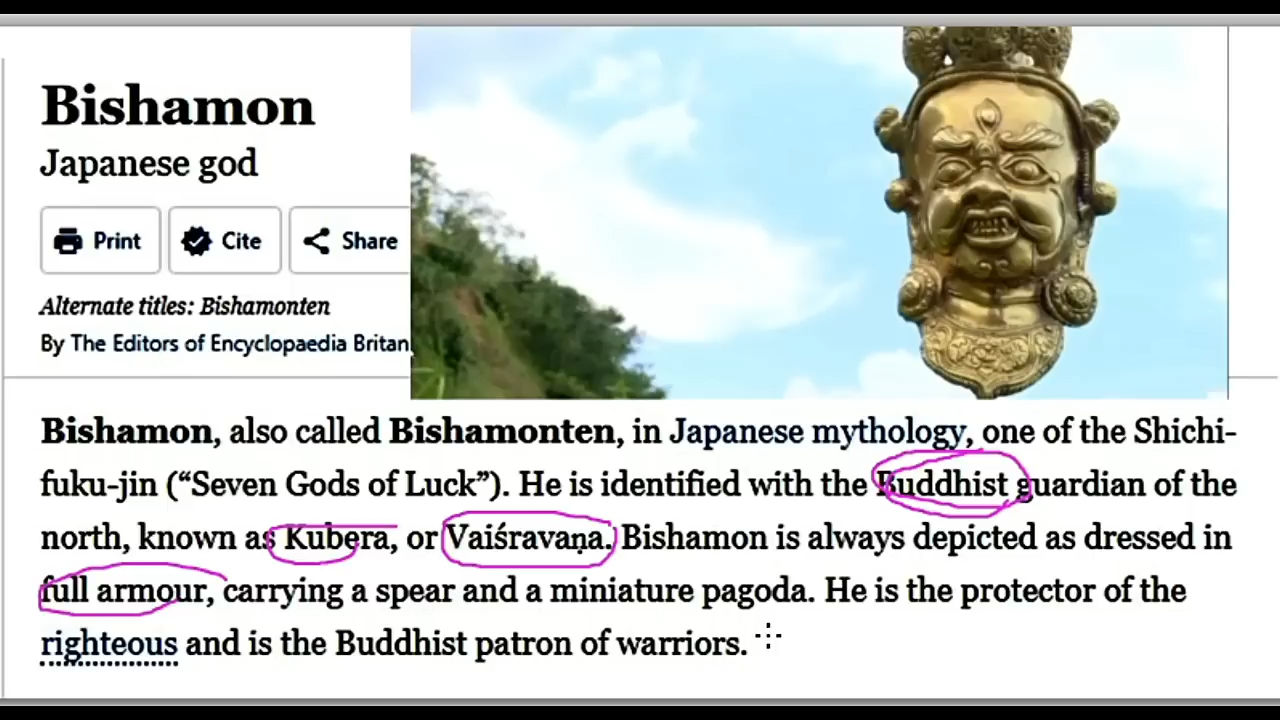 Bishamon
Japanese god
Print Cite Share
Alternate titles: Bishamonten
By The Editors of Encyclopaedia Britan
Bishamon, also called Bishamonten, in Japanese mythology, one of the Shichi-
fuku-jin (“Seven Gods of Luck”). He is identified with the Buddhist guardian of the
north, known as Kubera, or Vaiśravaṇa. Bishamon is always depicted as dressed in
full armour, carrying a spear and a miniature pagoda. He is the protector of the
righteous and is the Buddhist patron of warriors.